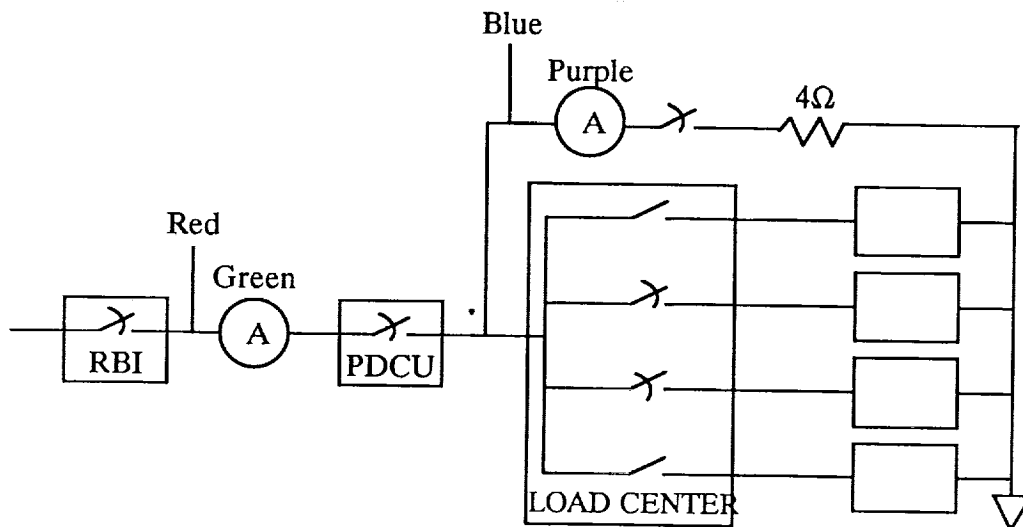 Blue
Purple
A
4Ω
Red
Green
A
RBI
PDCU
LOAD CENTER